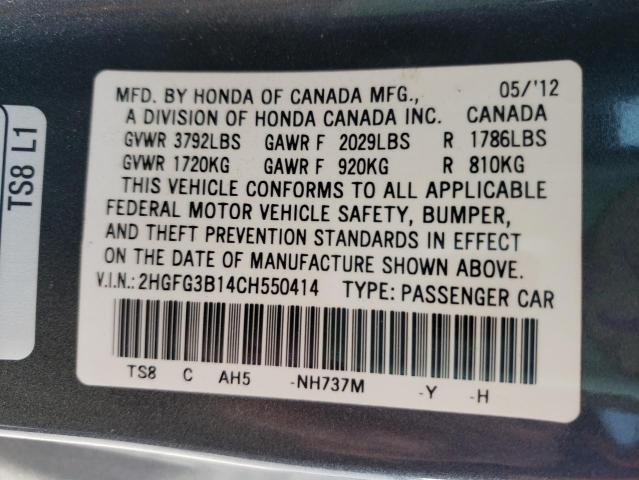 MFD. BY HONDA OF CANADA MFG., 05/'12
A DIVISION OF HONDA CANADA INC. CANADA
GVWR 3792LBS GAWR F 2029LBS R 1786LBS
GVWR 1720KG GAWR F 920KG R 810KG
THIS VEHICLE CONFORMS TO ALL APPLICABLE
FEDERAL MOTOR VEHICLE SAFETY, BUMPER,
AND THEFT PREVENTION STANDARDS IN EFFECT
ON THE DATE OF MANUFACTURE SHOWN ABOVE.
V.I.N.: 2HGFG3B14CH550414 TYPE: PASSENGER CAR
TS8 C AH5 -NH737M -Y -H
TS8 L1